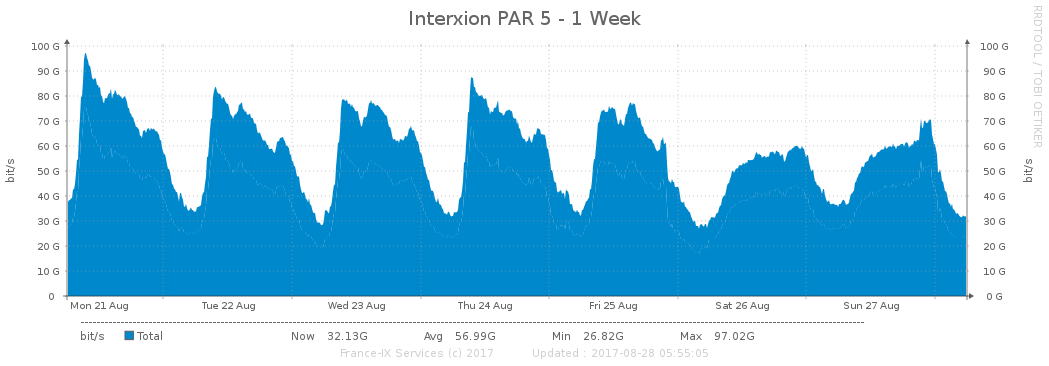 Interxion PAR 5 - 1 Week
RRDTOOL / TOBI OETIKER
100 G 100 G
90 G 90 G
80 G 80 G
70 G 70 G
60 G 60 G
50 G 50 G
40 G 40 G
30 G 30 G
20 G 20 G
10 G 10 G
0 0 G
bit/s bit/s
Mon 21 Aug Tue 22 Aug Wed 23 Aug Thu 24 Aug Fri 25 Aug Sat 26 Aug Sun 27 Aug
bit/s Total Now 32.13G Avg 56.99G Min 26.82G Max 97.02G
France-IX Services (c) 2017 Updated : 2017-08-28 05:55:05